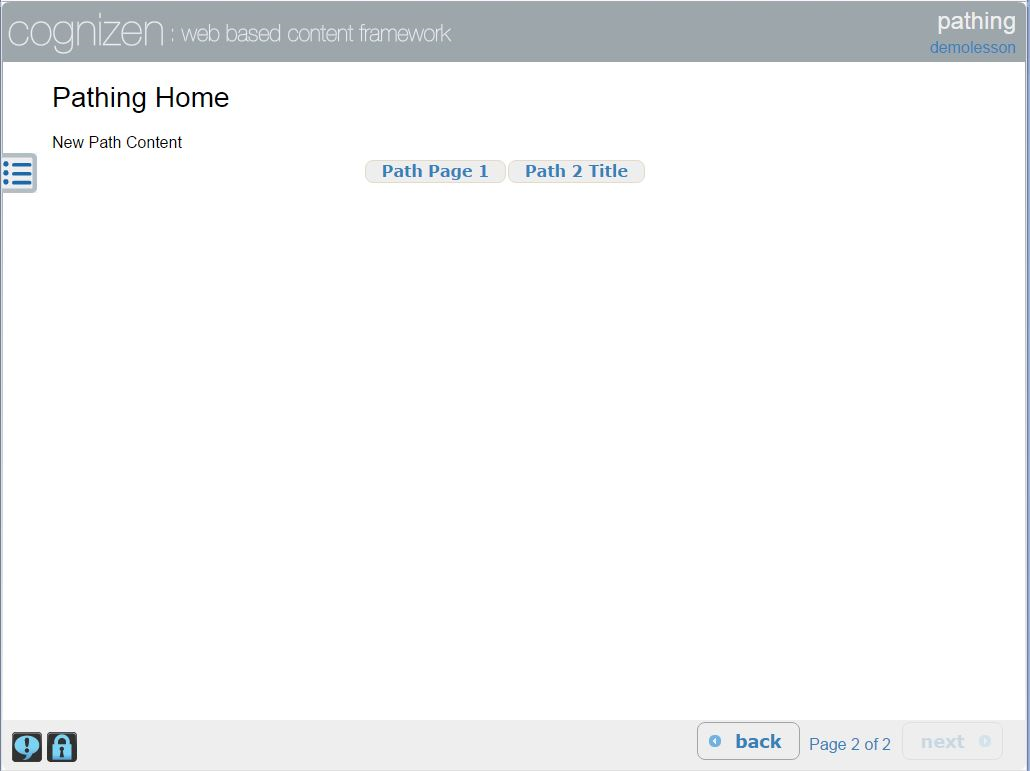 cognizen : web based content framework
pathing
demolesson
Pathing Home
New Path Content
Path Page 1 Path 2 Title
back Page 2 of 2 next